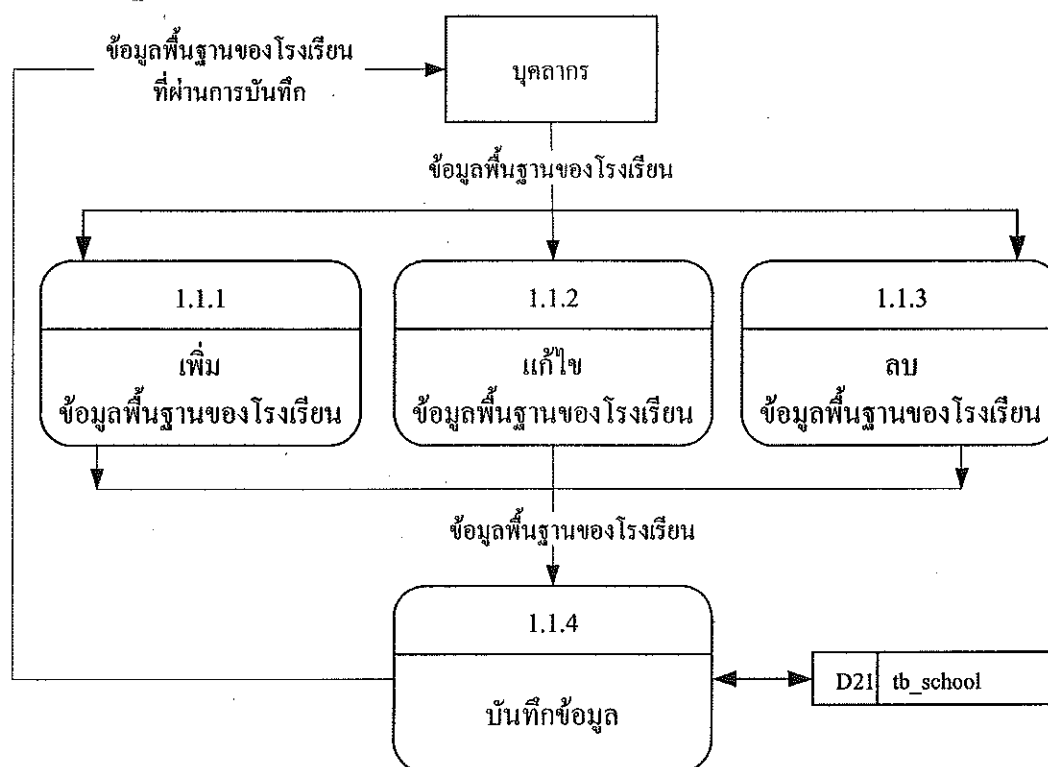 ข้อมูลพื้นฐานของโรงเรียน
ที่ผ่านการบันทึก
บุคลากร
ข้อมูลพื้นฐานของโรงเรียน
1.1.1
เพิ่ม
ข้อมูลพื้นฐานของโรงเรียน
1.1.2
แก้ไข
ข้อมูลพื้นฐานของโรงเรียน
1.1.3
ลบ
ข้อมูลพื้นฐานของโรงเรียน
ข้อมูลพื้นฐานของโรงเรียน
1.1.4
บันทึกข้อมูล
D21 tb_school